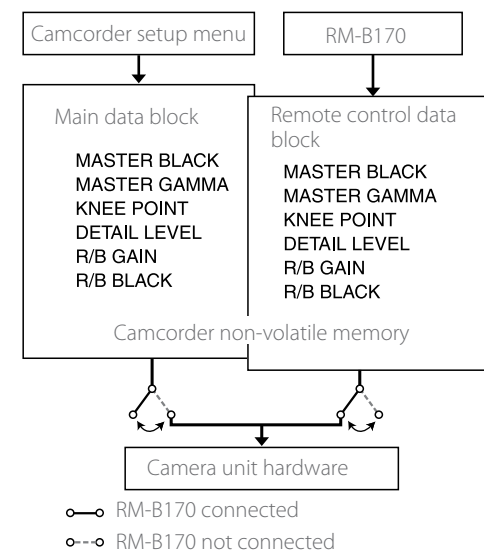 Camcorder setup menu
RM-B170
Main data block
MASTER BLACK
MASTER GAMMA
KNEE POINT
DETAIL LEVEL
R/B GAIN
R/B BLACK
Remote control data
block
MASTER BLACK
MASTER GAMMA
KNEE POINT
DETAIL LEVEL
R/B GAIN
R/B BLACK
Camcorder non-volatile memory
Camera unit hardware
RM-B170 connected
RM-B170 not connected